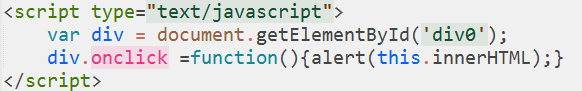 <script type="text/javascript">
    var div = document.getElementById('div0');
    div.onclick =function(){alert(this.innerHTML);}
</script>